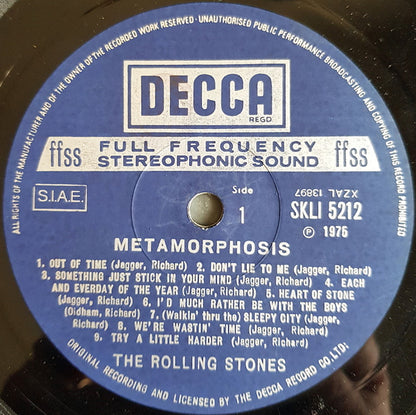 ALL RIGHTS OF THE MANUFACTURER AND OF THE OWNER OF THE RECORDED WORK RESERVED · UNAUTHORISED PUBLIC PERFORMANCE BROADCASTING AND COPYING OF THIS RECORD PROHIBITED
DECCA
REGD
ffss FULL FREQUENCY ffss
STEREOPHONIC SOUND
S.I.A.E.
Side
1
XZAL 13897
SKLI 5212
℗ 1975
METAMORPHOSIS
1. OUT OF TIME (Jagger, Richard) 2. DON'T LIE TO ME (Jagger, Richard)
3. SOMETHING JUST STICK IN YOUR MIND (Jagger, Richard) 4. EACH
AND EVERDAY OF THE YEAR (Jagger, Richard) 5. HEART OF STONE
(Jagger, Richard) 6. I'D MUCH RATHER BE WITH THE BOYS
(Oldham, Richard) 7. (Walkin' thru the) SLEEPY CITY (Jagger,
Richard) 8. WE'RE WASTIN' TIME (Jagger, Richard)
9. TRY A LITTLE HARDER (Jagger, Richard)
THE ROLLING STONES
ORIGINAL RECORDING AND LICENSED BY THE DECCA RECORD CO. LTD.